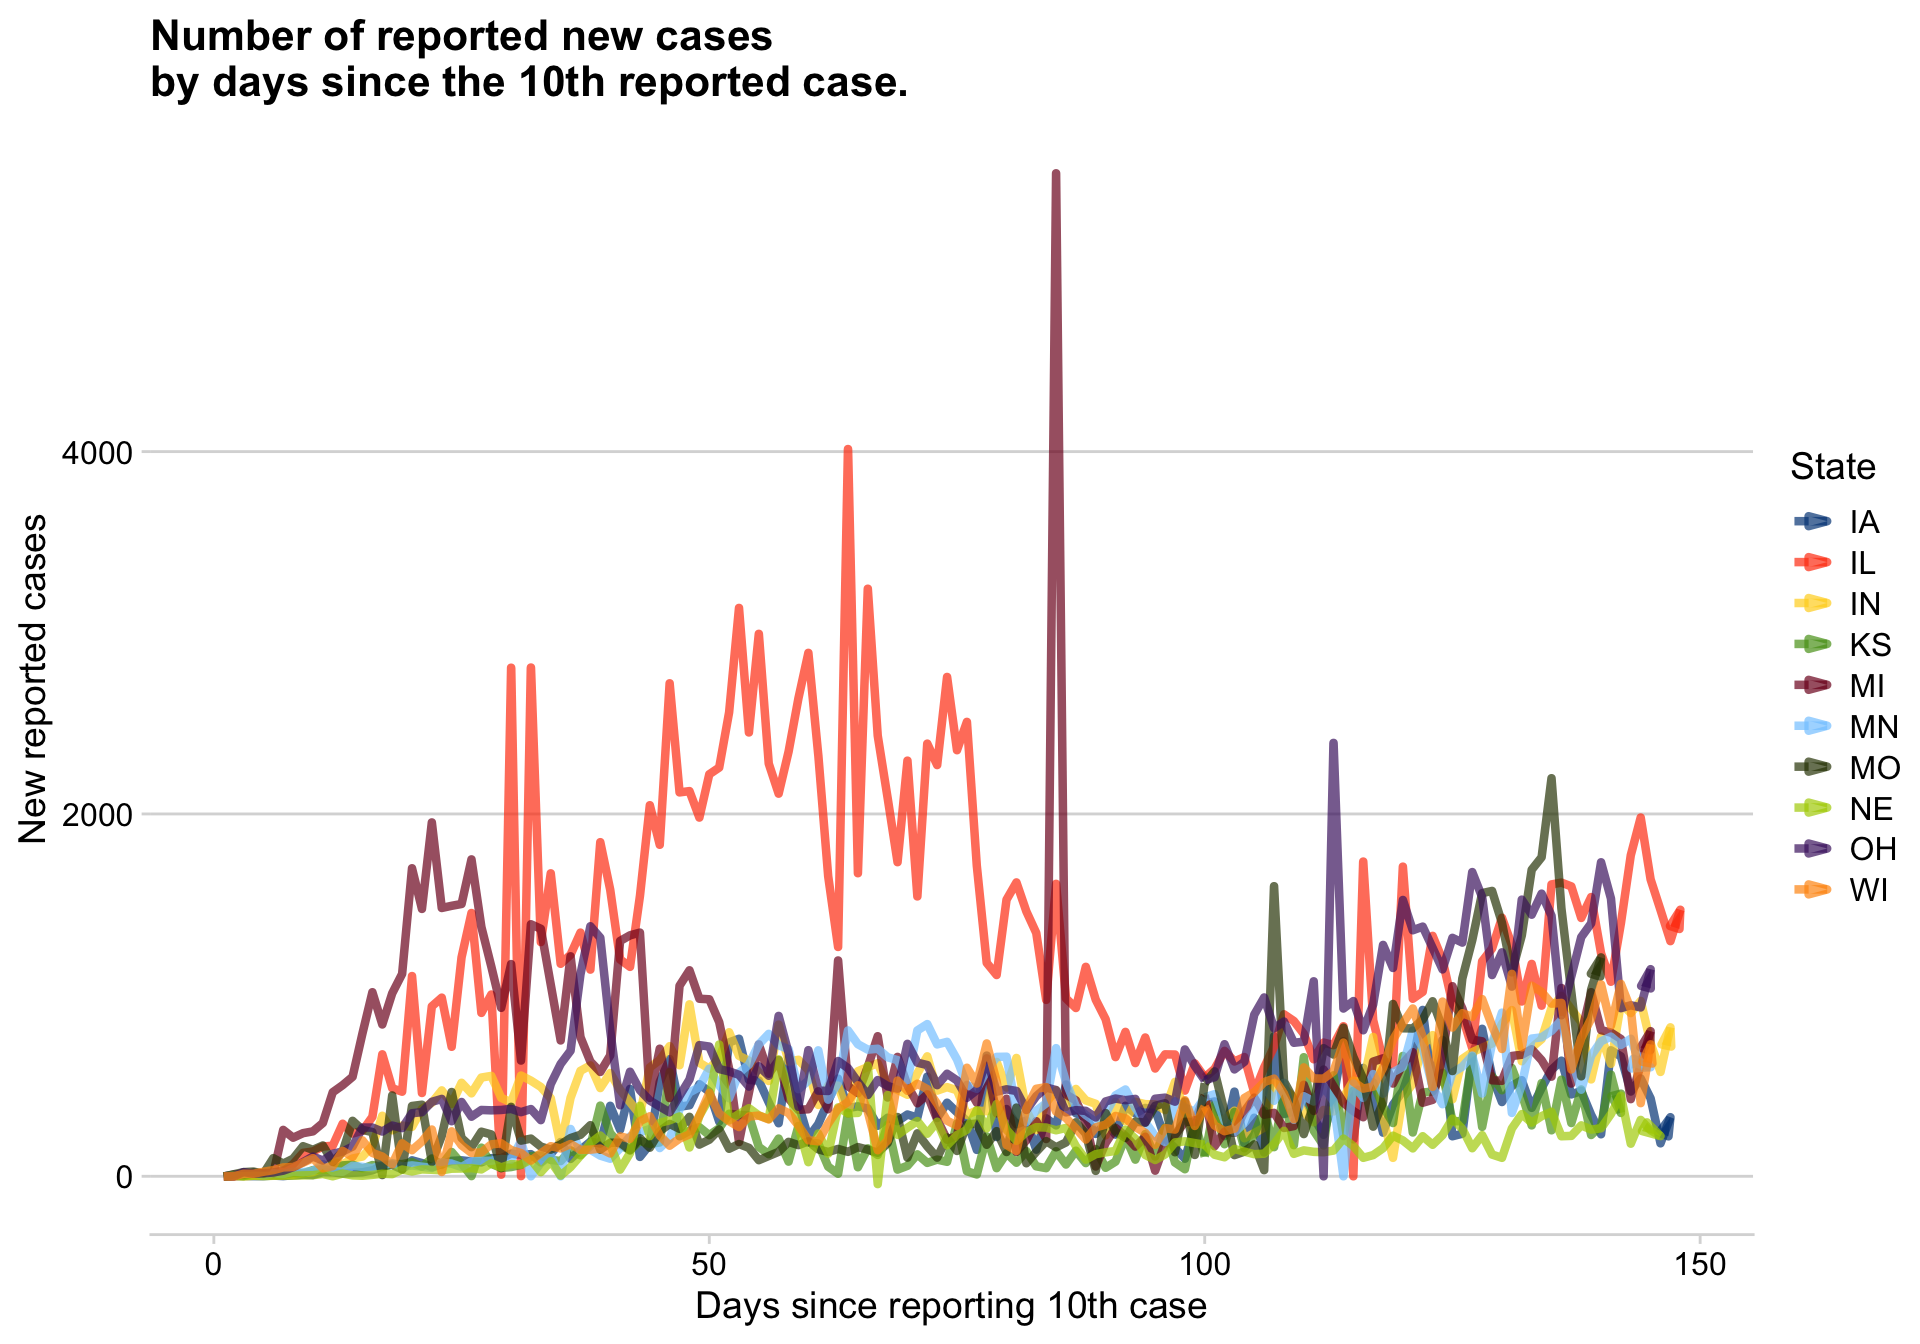 Number of reported new cases
by days since the 10th reported case.
New reported cases
4000
2000
0
0
50
100
150
Days since reporting 10th case
State
IA
IL
IN
KS
MI
MN
MO
NE
OH
WI